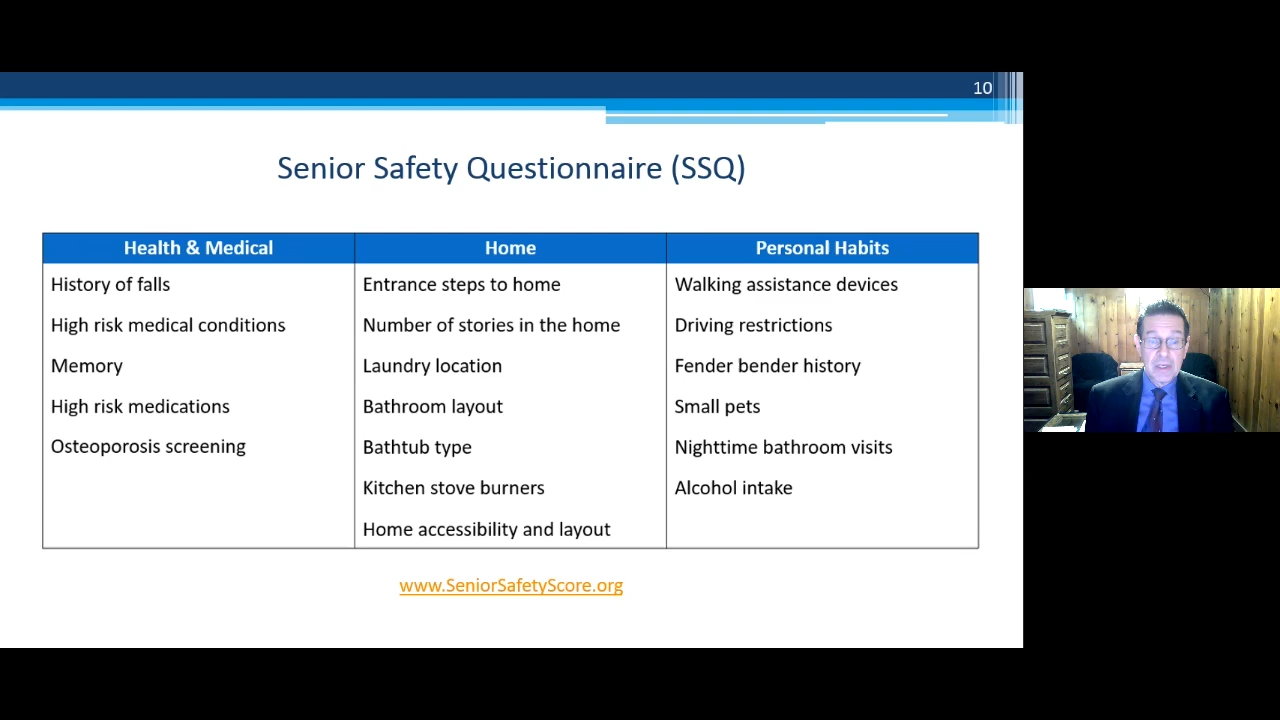 10
Senior Safety Questionnaire (SSQ)
Health & Medical
Home
Personal Habits
History of falls
Entrance steps to home
Walking assistance devices
High risk medical conditions
Number of stories in the home
Driving restrictions
Memory
Laundry location
Fender bender history
High risk medications
Bathroom layout
Small pets
Osteoporosis screening
Bathtub type
Nighttime bathroom visits
Kitchen stove burners
Alcohol intake
Home accessibility and layout
www.SeniorSafetyScore.org